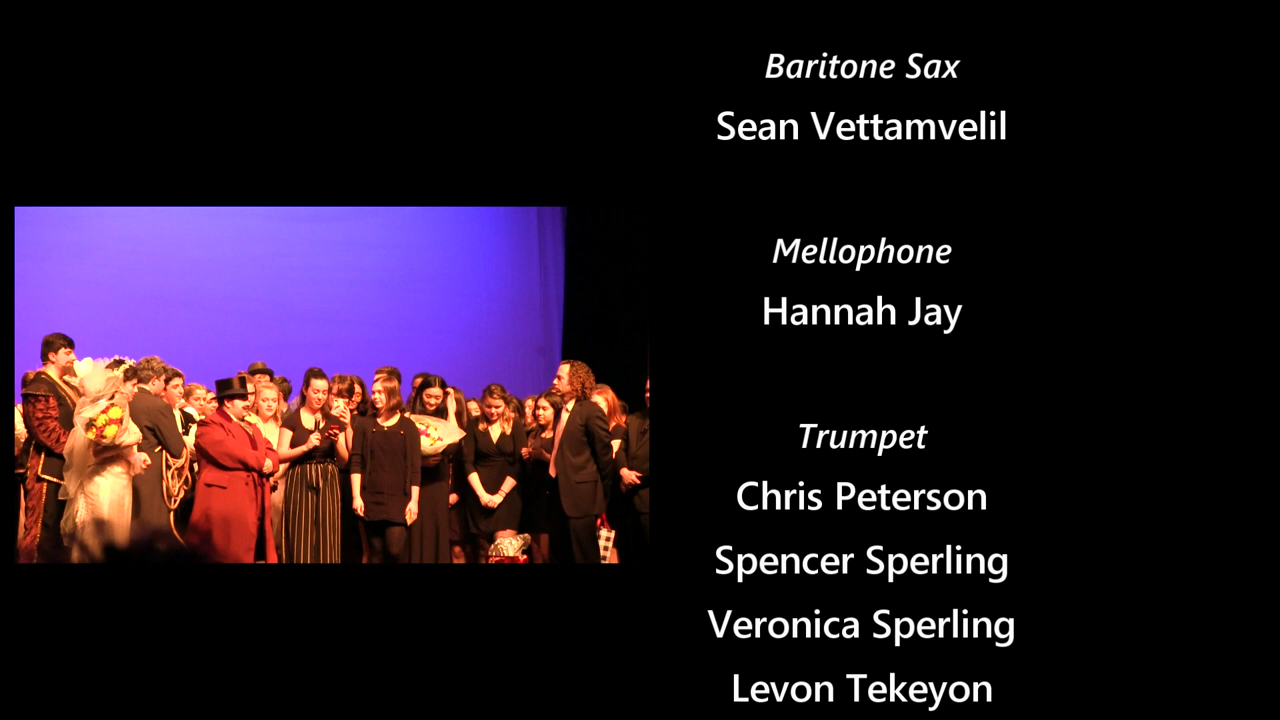 Baritone Sax
Sean Vettamvelil
Mellophone
Hannah Jay
Trumpet
Chris Peterson
Spencer Sperling
Veronica Sperling
Levon Tekeyon